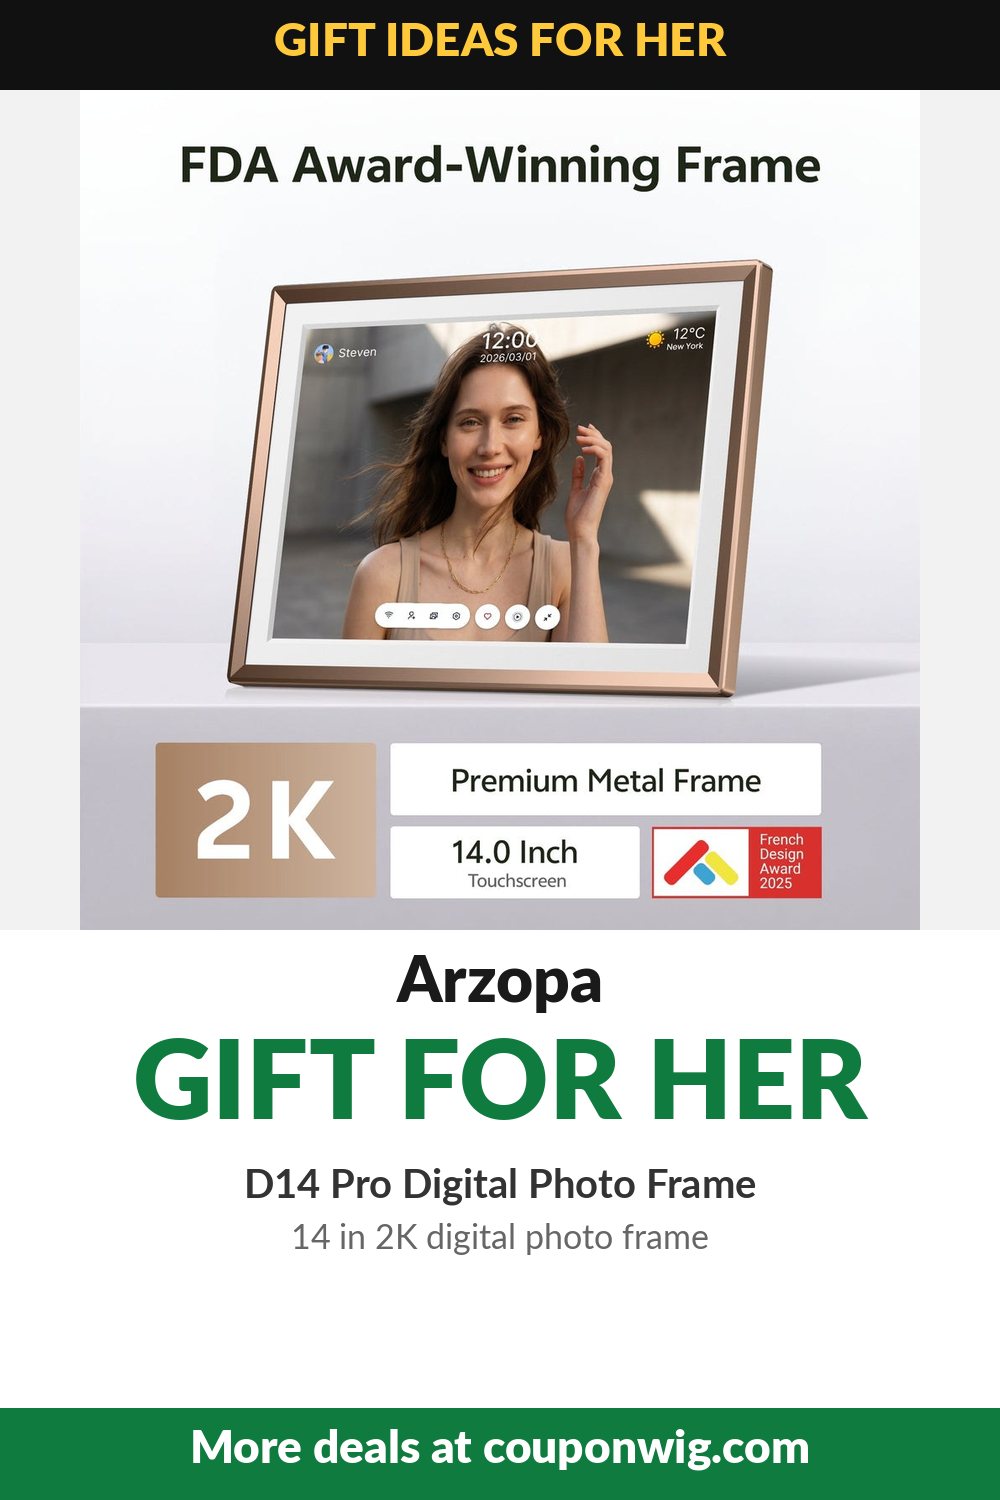 GIFT IDEAS FOR HER
FDA Award-Winning Frame
Steven
12:00
2026/03/01
12°C
New York
2K
Premium Metal Frame
14.0 Inch
Touchscreen
French
Design
Award
2025
Arzopa
GIFT FOR HER
D14 Pro Digital Photo Frame
14 in 2K digital photo frame
More deals at couponwig.com